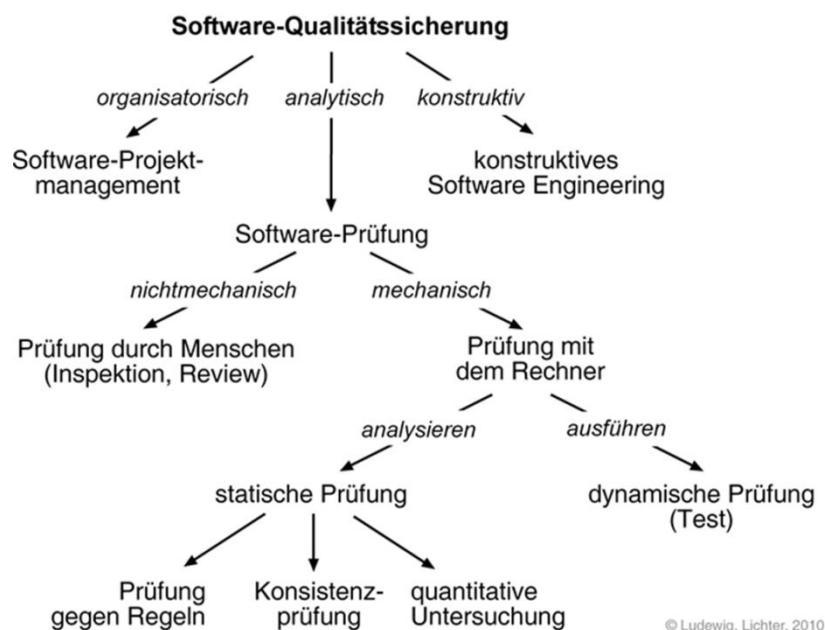 Software-Qualitätssicherung
organisatorisch analytisch konstruktiv
Software-Projekt-
management
konstruktives
Software Engineering
Software-Prüfung
nichtmechanisch mechanisch
Prüfung durch Menschen
(Inspektion, Review)
Prüfung mit
dem Rechner
analysieren ausführen
statische Prüfung
dynamische Prüfung
(Test)
Prüfung
gegen Regeln
Konsistenz-
prüfung
quantitative
Untersuchung
© Ludewig, Lichter, 2010